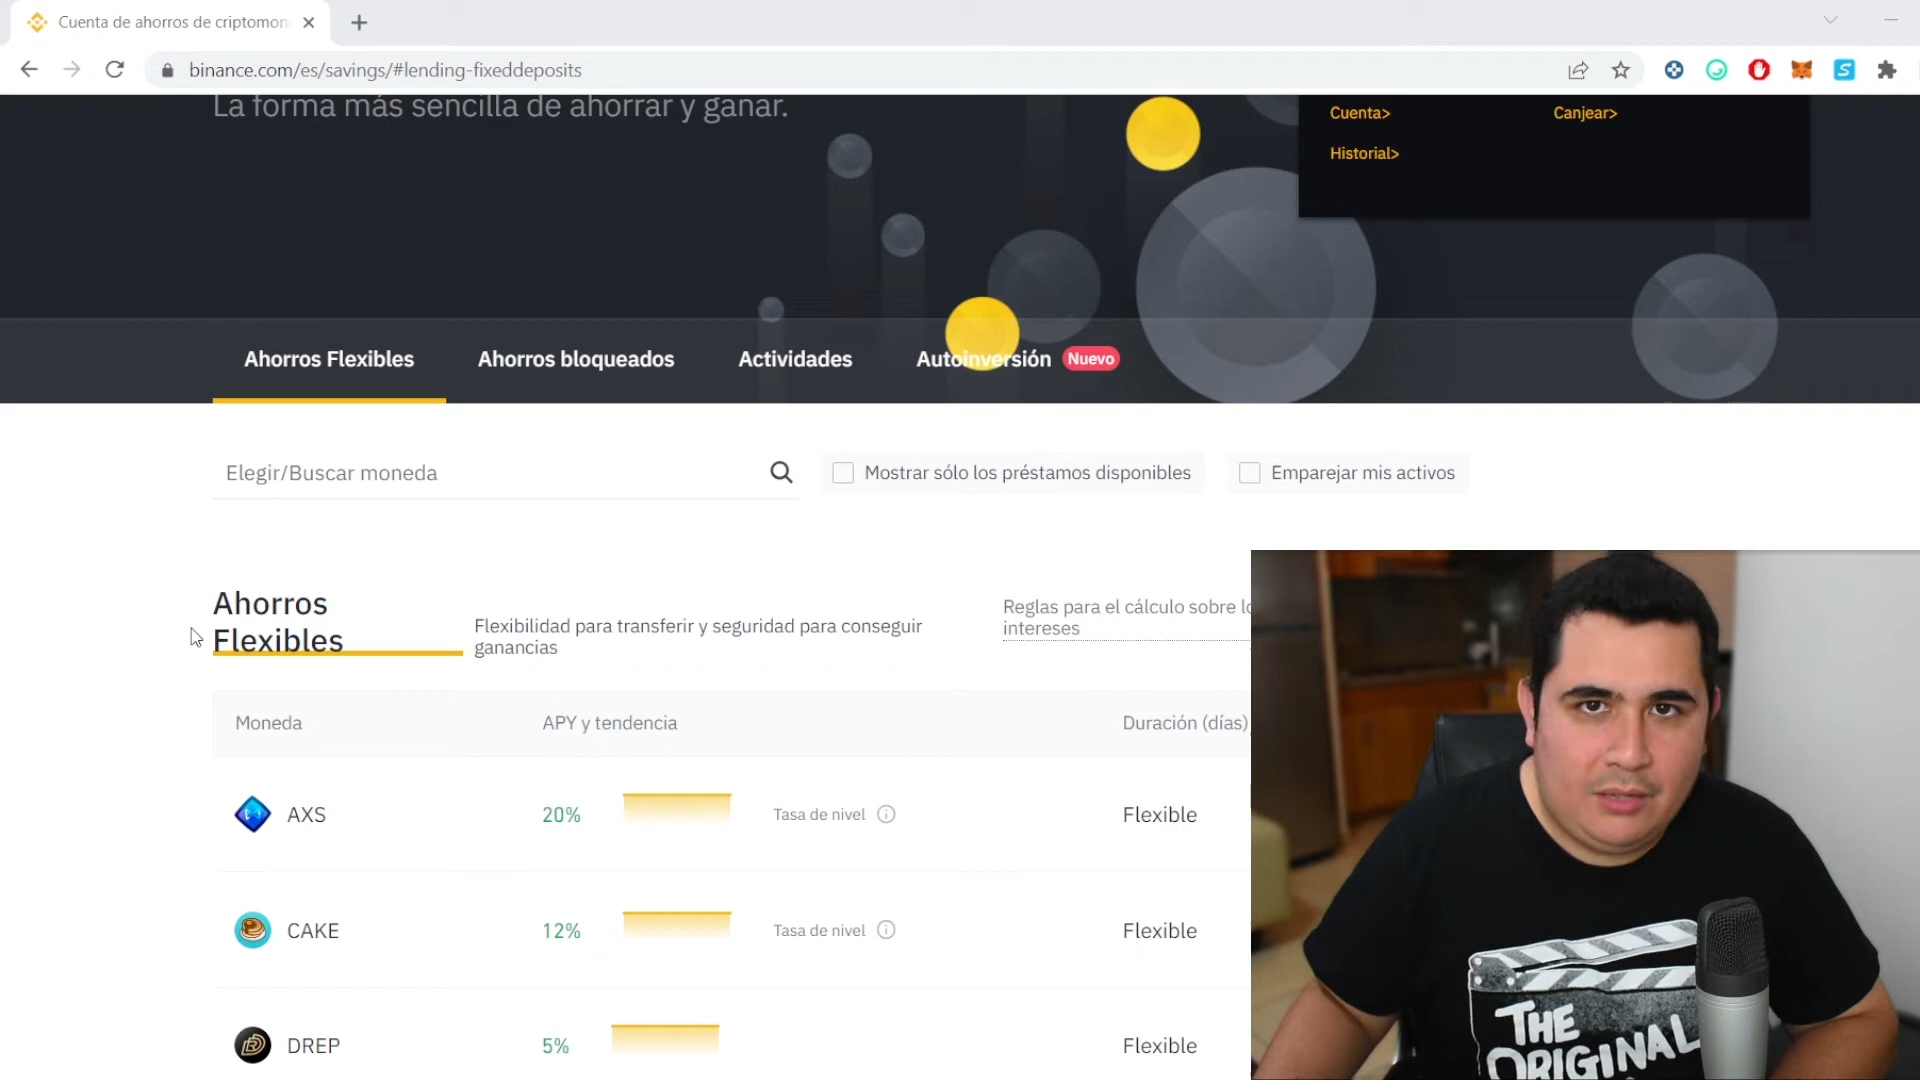 Cuenta de ahorros de criptomon
binance.com/es/savings/#lending-fixeddeposits
La forma más sencilla de ahorrar y ganar.
Cuenta> Canjear>
Historial>
Ahorros Flexibles Ahorros bloqueados Actividades Autoinversión Nuevo
Elegir/Buscar moneda Mostrar sólo los préstamos disponibles Emparejar mis activos
Ahorros
Flexibles
Flexibilidad para transferir y seguridad para conseguir
ganancias
Reglas para el cálculo sobre
intereses
Moneda APY y tendencia Duración (días)
AXS 20% Tasa de nivel Flexible
CAKE 12% Tasa de nivel Flexible
DREP 5% Flexible
THE
ORIGINAL